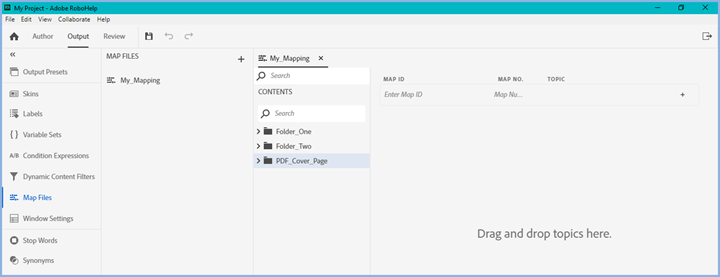 My Project - Adobe RoboHelp
File Edit View Collaborate Help
Author Output Review
Output Presets
Skins
Labels
Variable Sets
A/B Condition Expressions
Dynamic Content Filters
Map Files
Window Settings
Stop Words
Synonyms
MAP FILES
My_Mapping
My_Mapping
Search
CONTENTS
Search
Folder_One
Folder_Two
PDF_Cover_Page
MAP ID MAP NO. TOPIC
Enter Map ID Map Nu...
Drag and drop topics here.